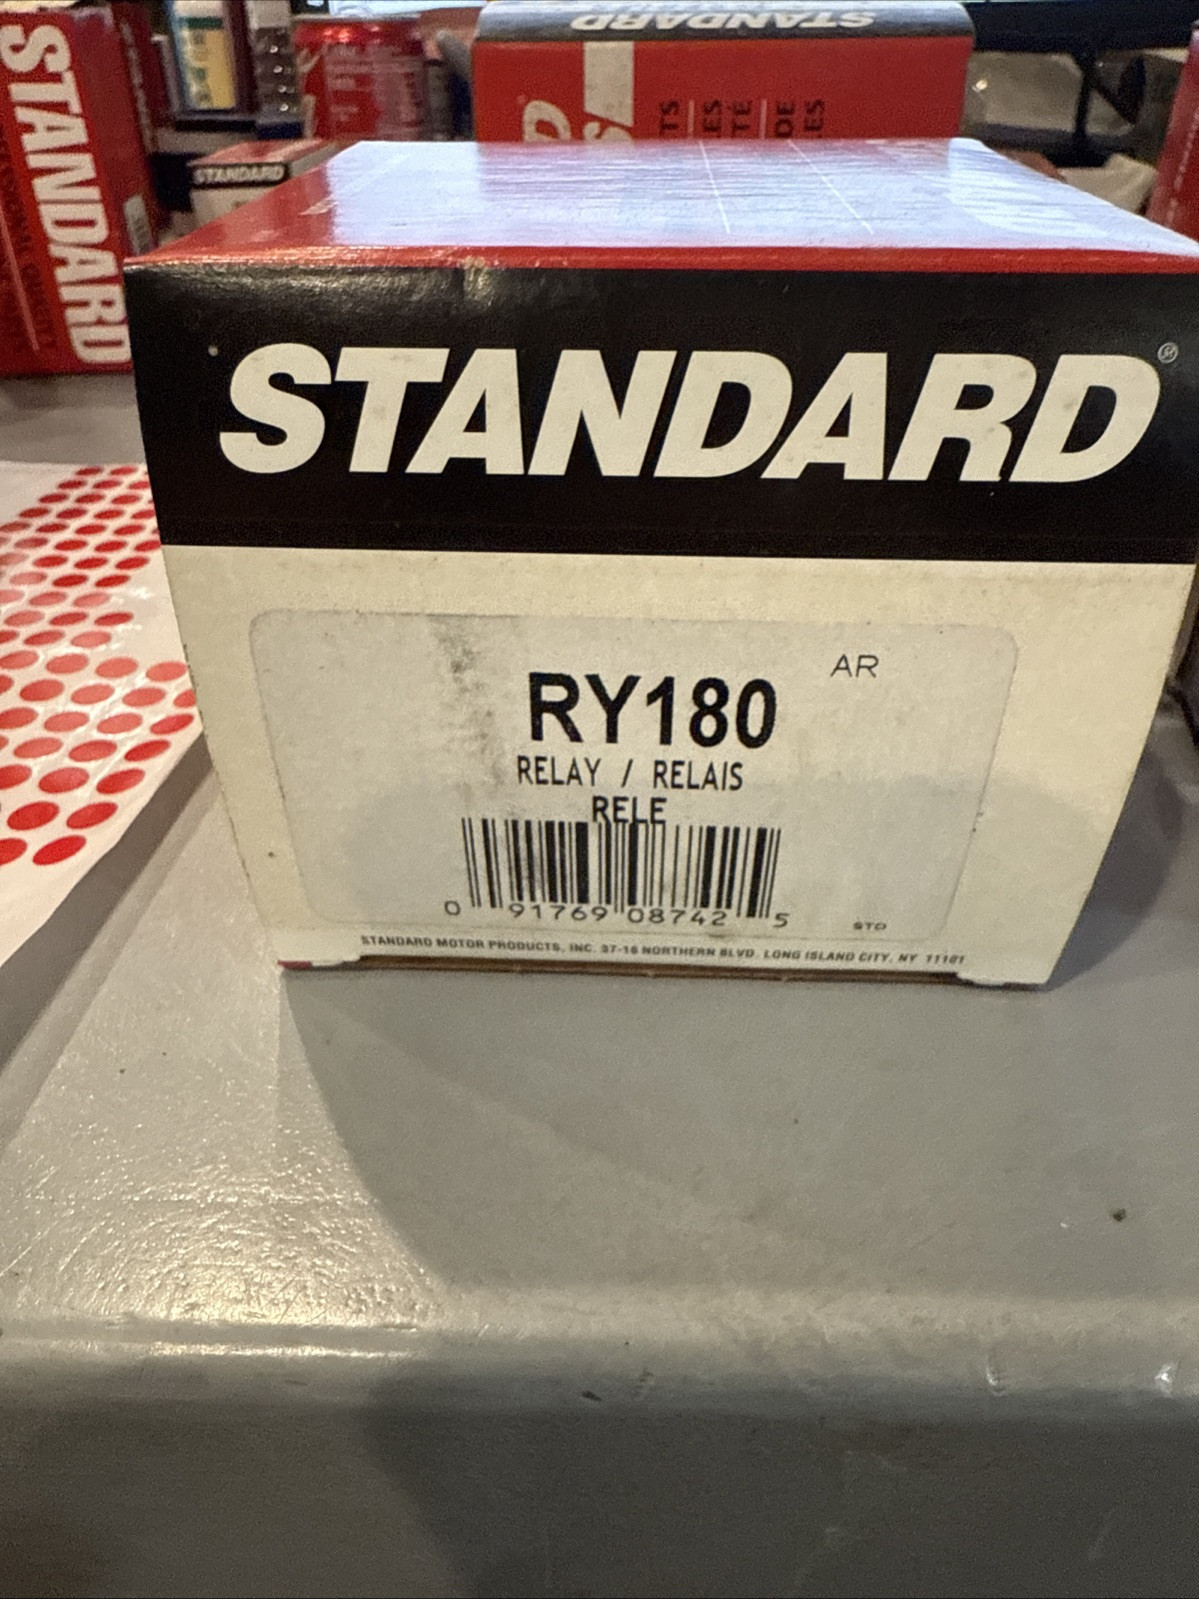 STANDARD
STANDARD
STANDARD
STANDARD®
AR
RY180
RELAY / RELAIS
RELE
0 91769 08742 5
STD
STANDARD MOTOR PRODUCTS, INC. 37-18 NORTHERN BLVD. LONG ISLAND CITY, NY 11101